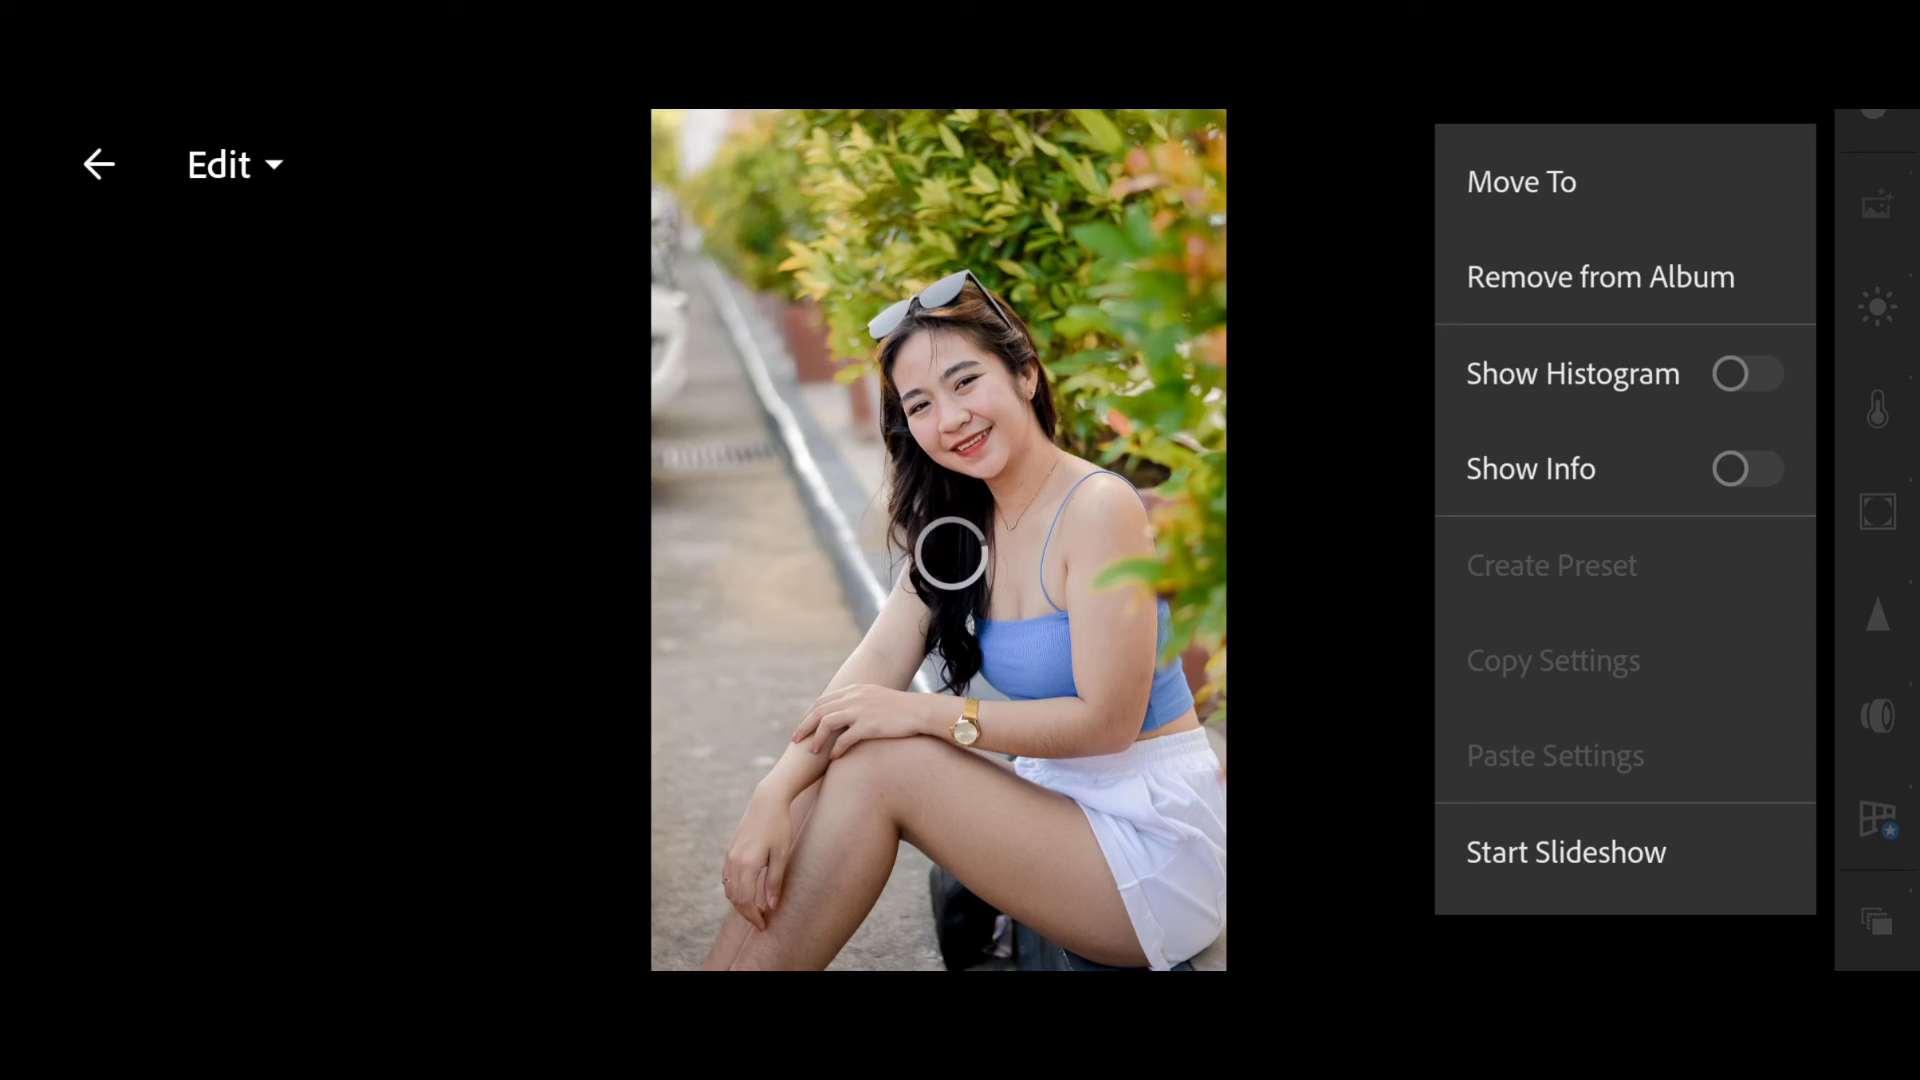 Edit
Move To
Remove from Album
Show Histogram
Show Info
Create Preset
Copy Settings
Paste Settings
Start Slideshow